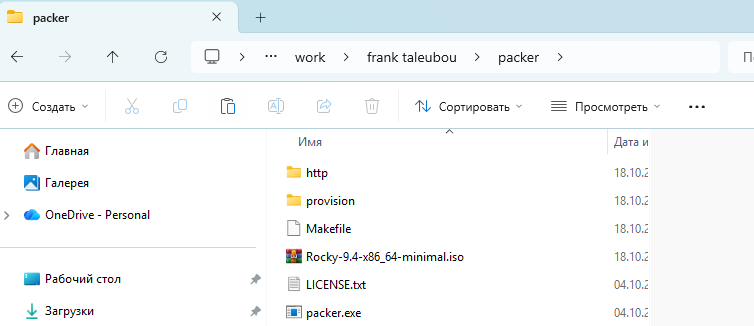 packer
work
frank taleubou
packer
Создать
Сортировать
Просмотреть
Имя
Дата и
Главная
http
18.10.2
Галерея
provision
18.10.2
OneDrive - Personal
Makefile
18.10.2
Rocky-9.4-x86_64-minimal.iso
18.10.2
Рабочий стол
LICENSE.txt
04.10.2
Загрузки
packer.exe
04.10.2